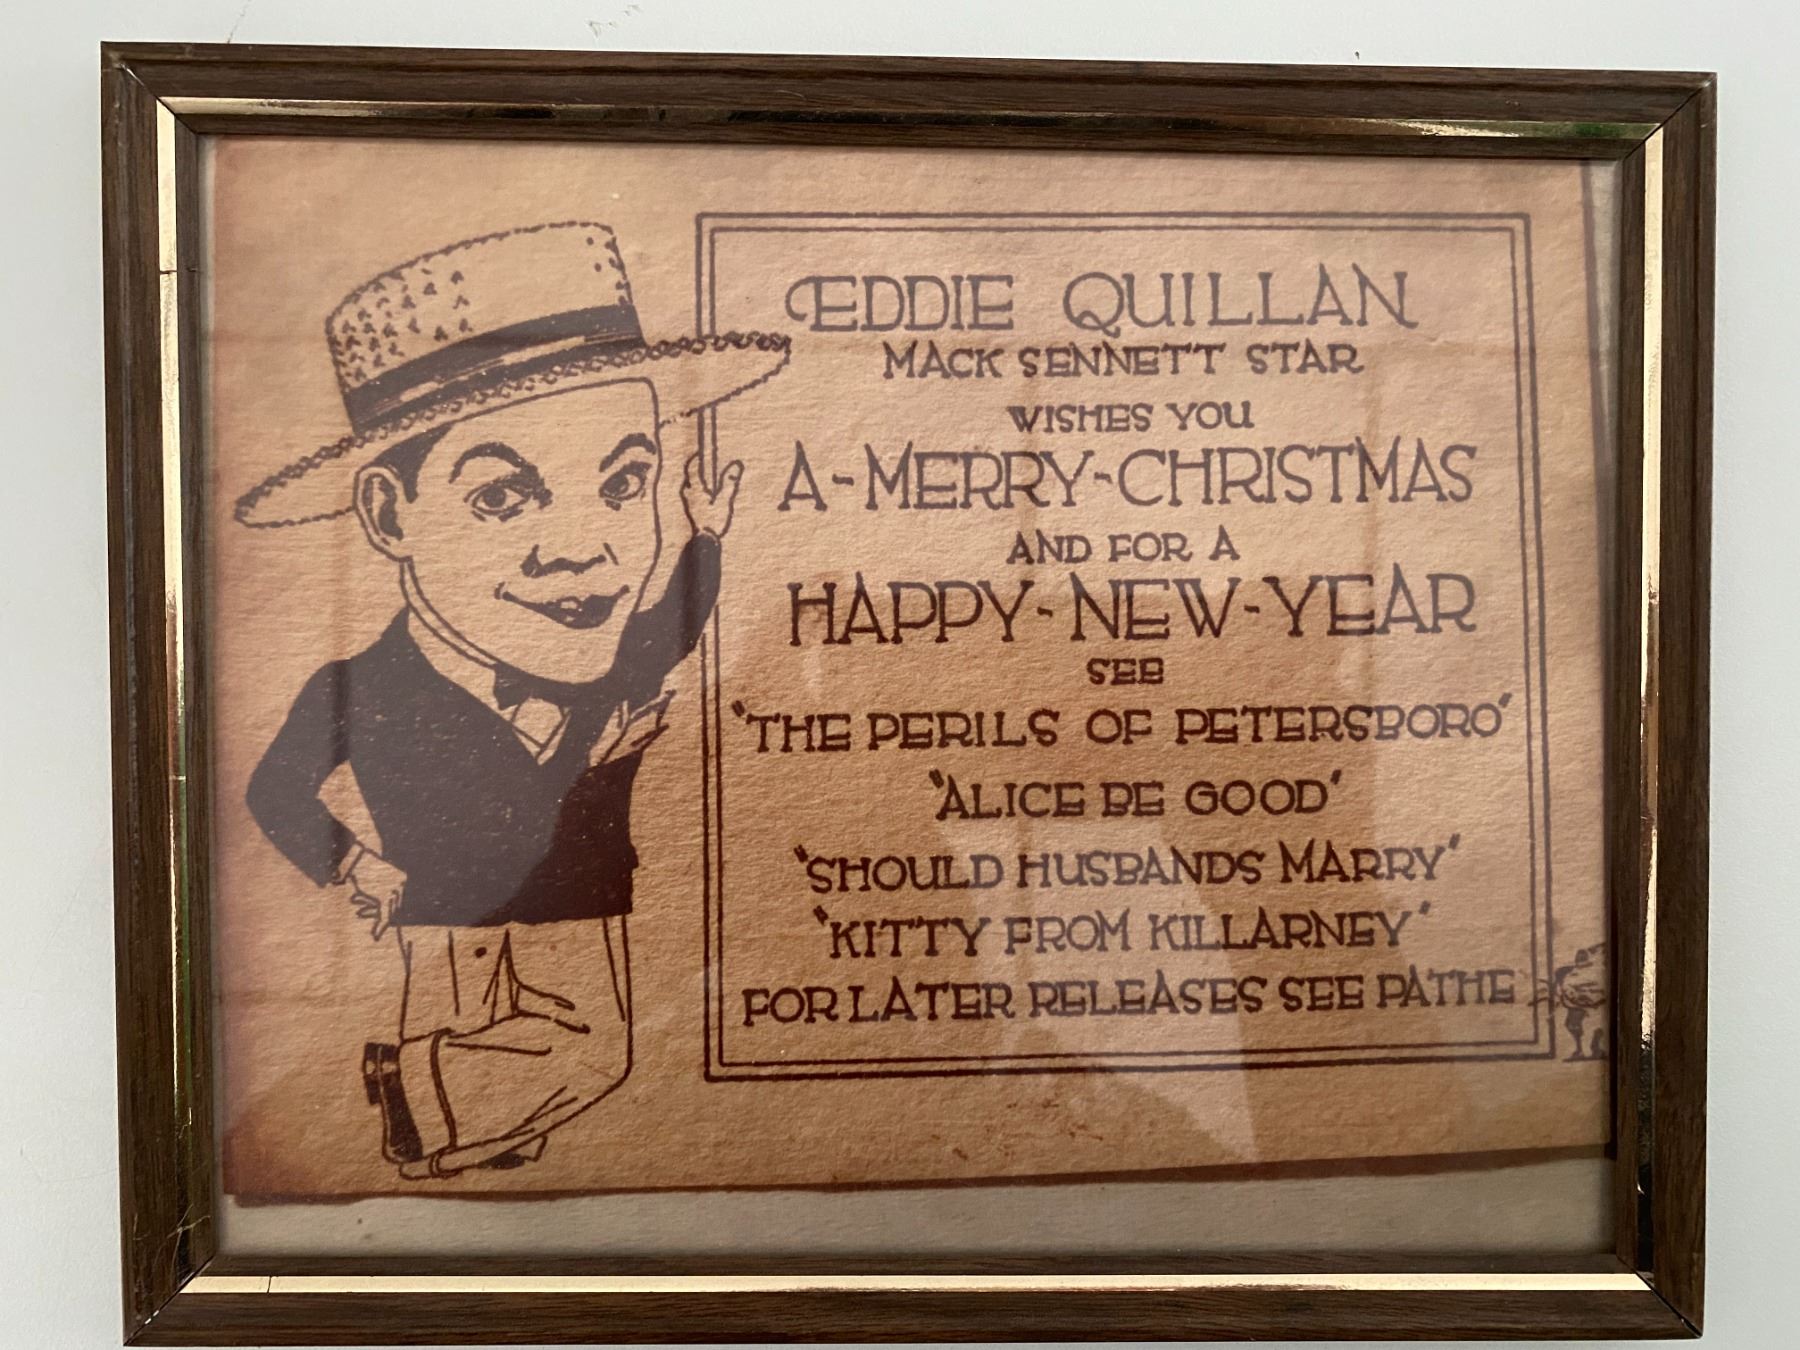 EDDIE QUILLAN
MACK SENNETT STAR
WISHES YOU
A-MERRY-CHRISTMAS
AND FOR A
HAPPY-NEW-YEAR
SEE
"THE PERILS OF PETERSBORO"
"ALICE BE GOOD"
"SHOULD HUSBANDS MARRY"
"KITTY FROM KILLARNEY"
FOR LATER RELEASES SEE PATHE